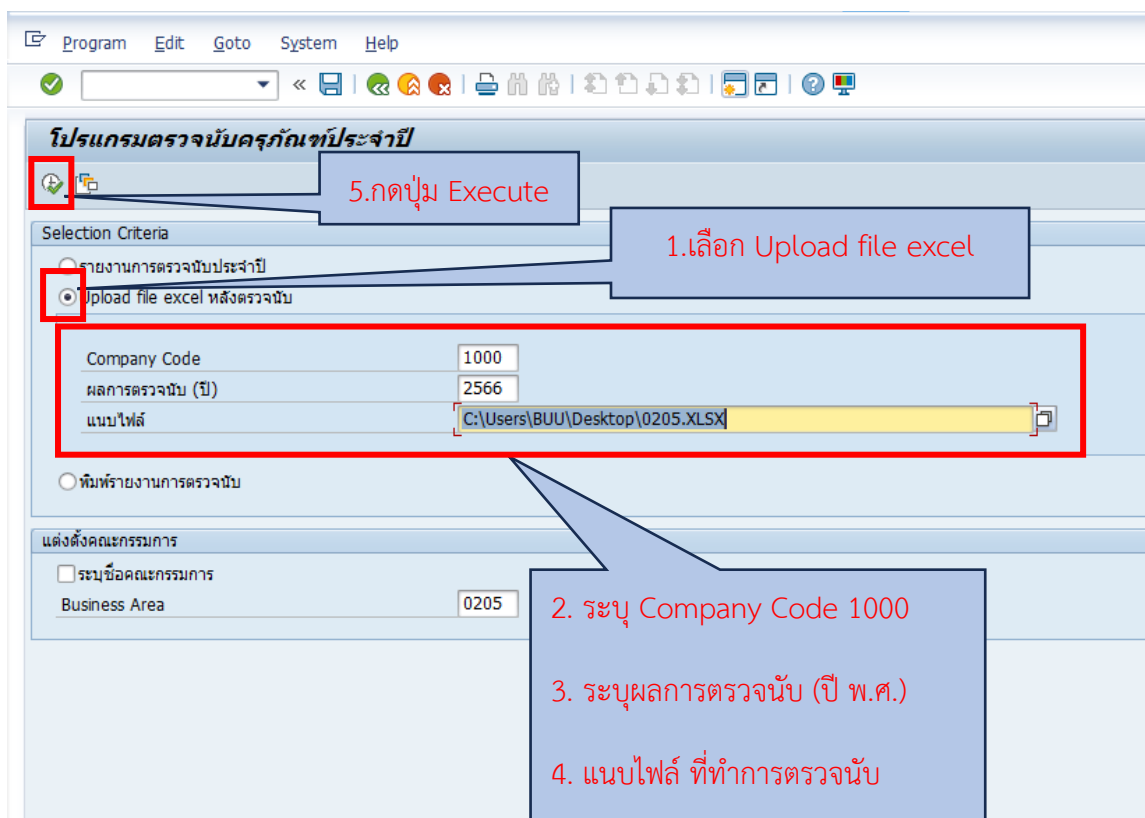 Program Edit Goto System Help
โปรแกรมตรวจนับครุภัณฑ์ประจำปี
5.กดปุ่ม Execute
Selection Criteria
1.เลือก Upload file excel
รายงานการตรวจนับประจำปี
Upload file excel หลังตรวจนับ
Company Code 1000
ผลการตรวจนับ (ปี) 2566
แนบไฟล์ C:\Users\BUU\Desktop\0205.XLSX
พิมพ์รายงานการตรวจนับ
แต่งตั้งคณะกรรมการ
ระบุชื่อคณะกรรมการ
Business Area 0205
2. ระบุ Company Code 1000
3. ระบุผลการตรวจนับ (ปี พ.ศ.)
4. แนบไฟล์ ที่ทำการตรวจนับ